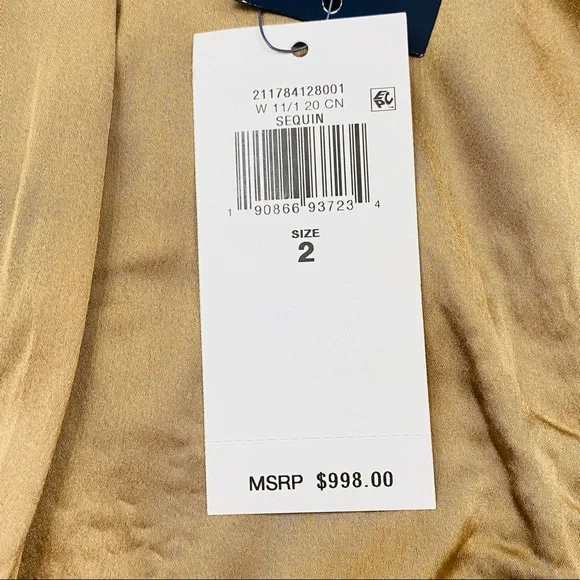 211784128001
W 11/1 20 CN
SEQUIN
1 90866 93723 4
SIZE
2
MSRP $998.00